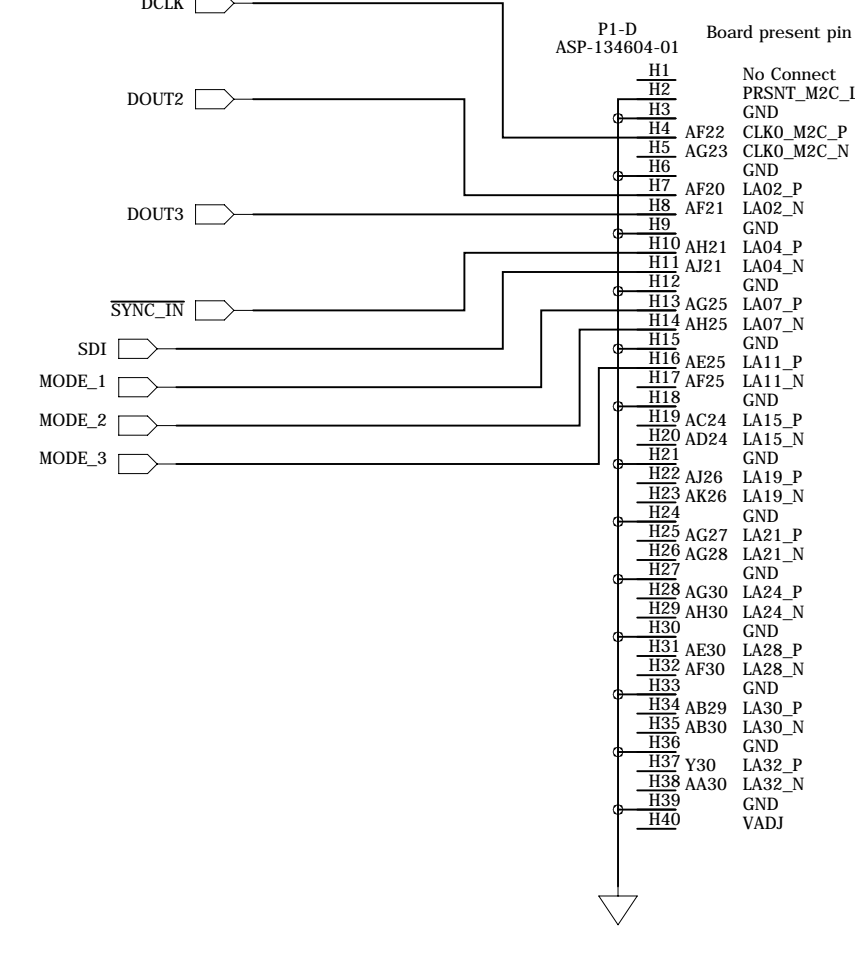 DCLK
P1-D
ASP-134604-01
Board present pin
DOUT2
DOUT3
SYNC_IN
SDI
MODE_1
MODE_2
MODE_3
H1 No Connect
H2 PRSNT_M2C_L
H3 GND
H4 AF22 CLK0_M2C_P
H5 AG23 CLK0_M2C_N
H6 GND
H7 AF20 LA02_P
H8 AF21 LA02_N
H9 GND
H10 AH21 LA04_P
H11 AJ21 LA04_N
H12 GND
H13 AG25 LA07_P
H14 AH25 LA07_N
H15 GND
H16 AE25 LA11_P
H17 AF25 LA11_N
H18 GND
H19 AC24 LA15_P
H20 AD24 LA15_N
H21 GND
H22 AJ26 LA19_P
H23 AK26 LA19_N
H24 GND
H25 AG27 LA21_P
H26 AG28 LA21_N
H27 GND
H28 AG30 LA24_P
H29 AH30 LA24_N
H30 GND
H31 AE30 LA28_P
H32 AF30 LA28_N
H33 GND
H34 AB29 LA30_P
H35 AB30 LA30_N
H36 GND
H37 Y30 LA32_P
H38 AA30 LA32_N
H39 GND
H40 VADJ